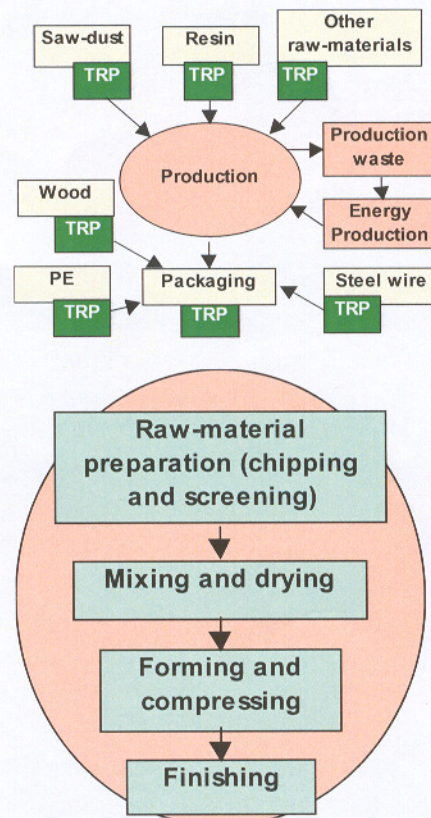 Saw-dust
TRP
Resin
TRP
Other
raw-materials
TRP
Production
Production
waste
Energy
Production
Wood
TRP
PE
TRP
Packaging
TRP
Steel wire
TRP
Raw-material
preparation (chipping
and screening)
Mixing and drying
Forming and
compressing
Finishing